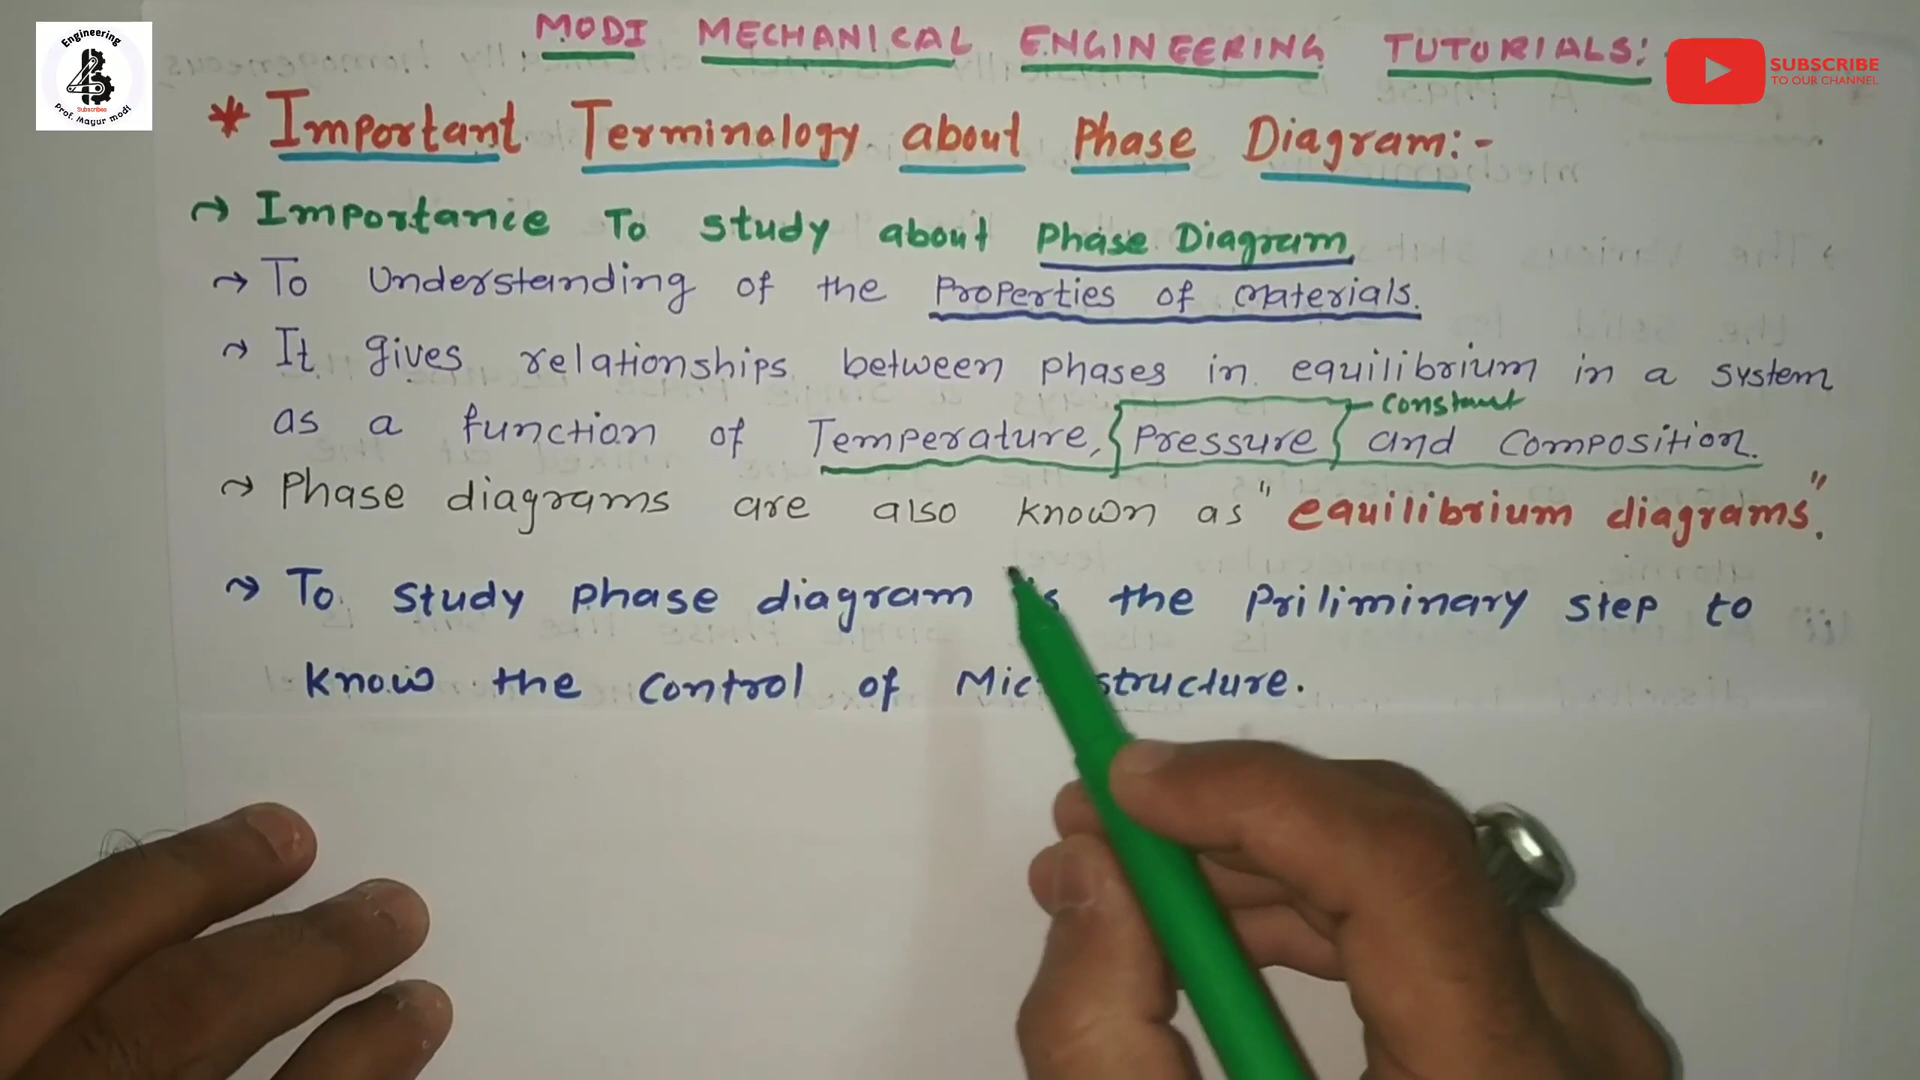 MODI MECHANICAL ENGINEERING TUTORIALS:-
Engineering
Subscribes
Prof. Mayur modi
SUBSCRIBE
TO OUR CHANNEL
* Important Terminology about Phase Diagram:-
→ Importance To study about Phase Diagram
→ To Understanding of the Properties of materials.
→ It gives relationships between phases in equilibrium in a system
constant
as a function of Temperature, {Pressure} and composition.
→ Phase diagrams are also known as "equilibrium diagrams".
→ To study phase diagram is the Priliminary step to
know the control of Microstructure.